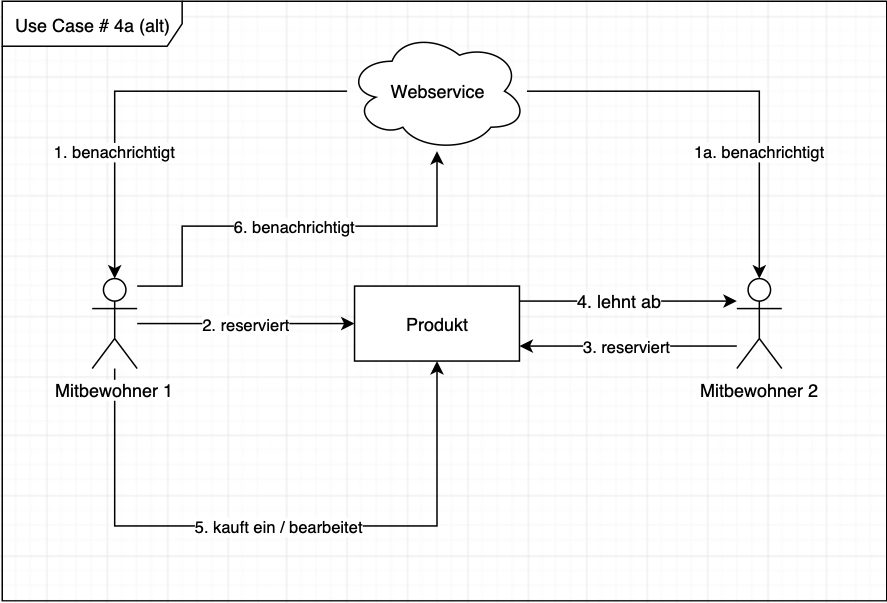 Use Case # 4a (alt)
Webservice
1. benachrichtigt
1a. benachrichtigt
6. benachrichtigt
4. lehnt ab
2. reserviert
Produkt
3. reserviert
Mitbewohner 1
Mitbewohner 2
5. kauft ein / bearbeitet